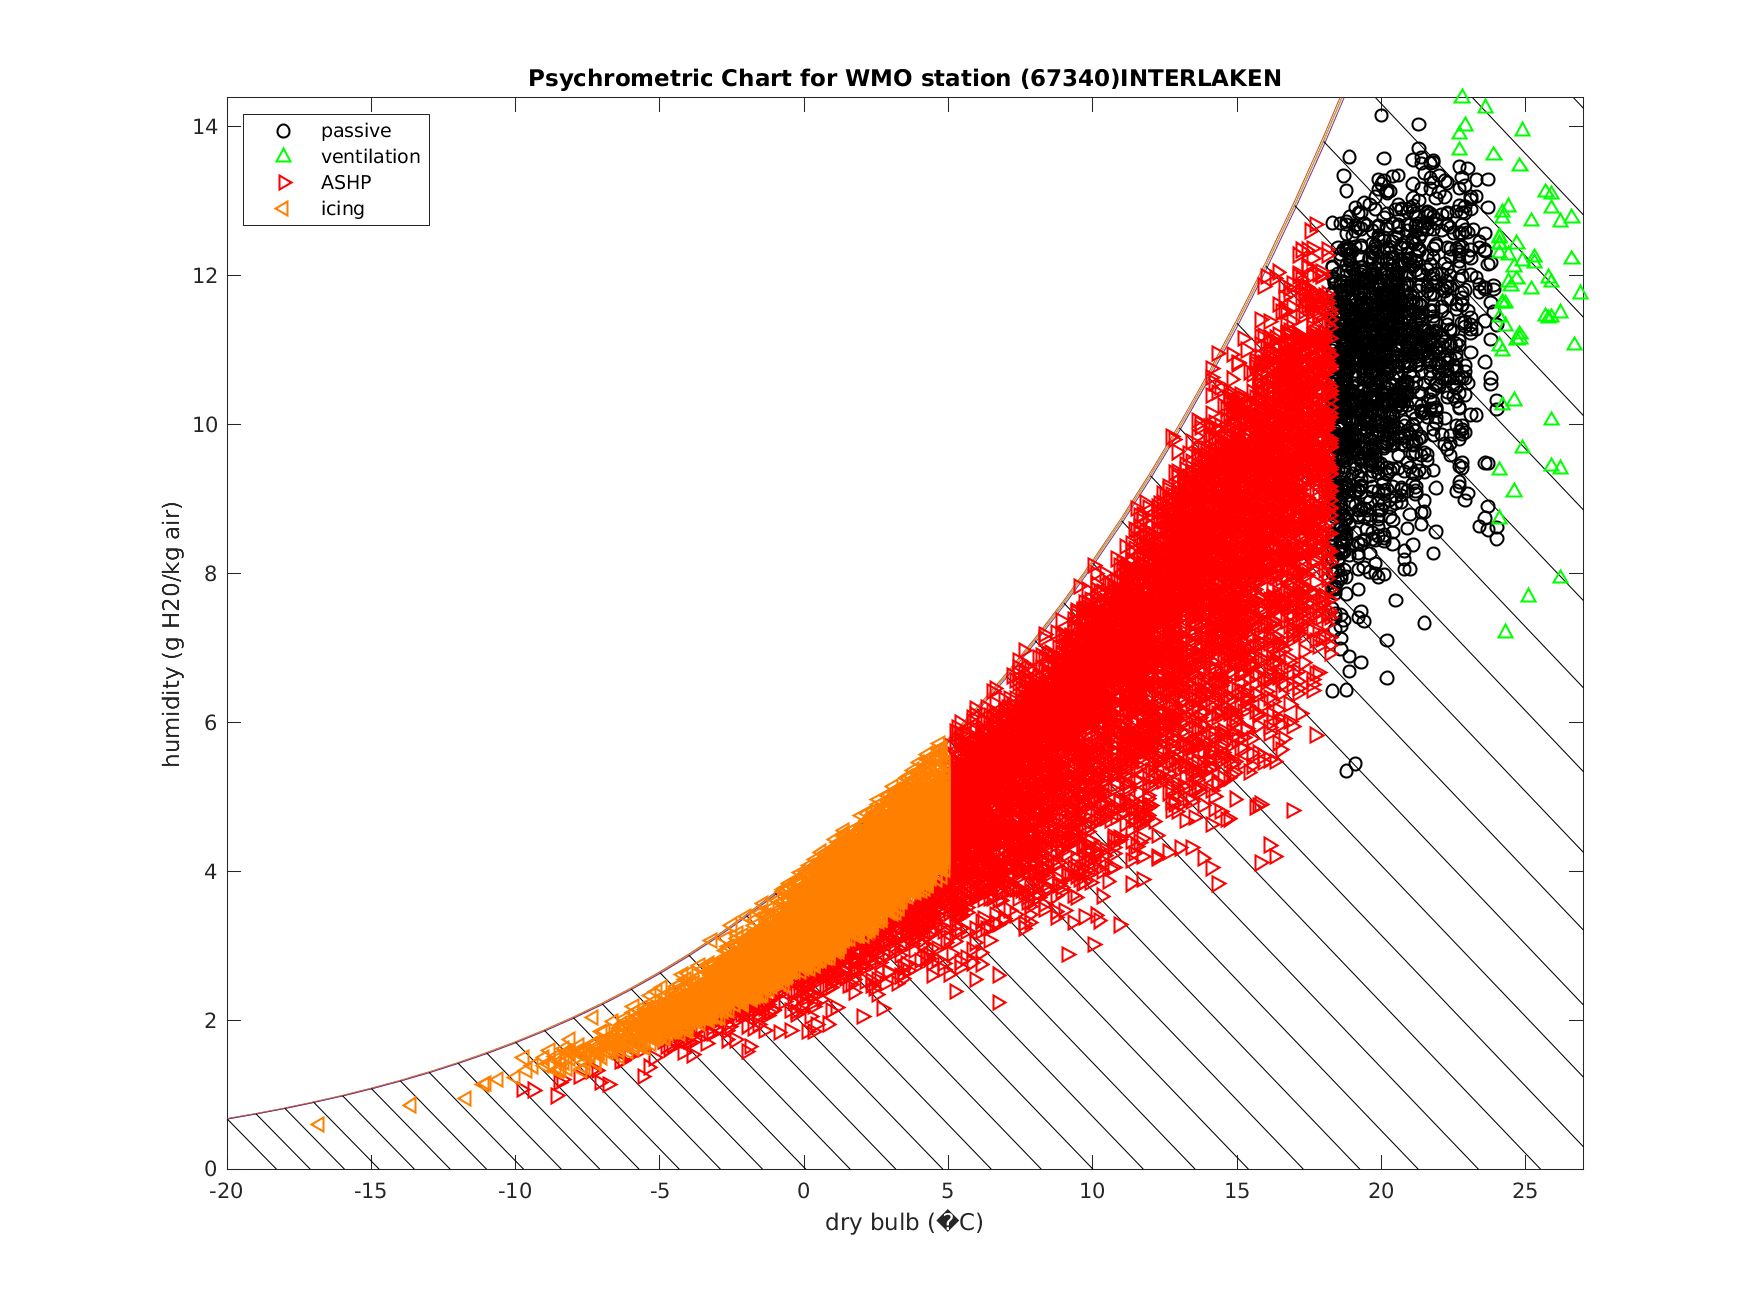 Psychrometric Chart for WMO station (67340)INTERLAKEN
passive
ventilation
ASHP
icing
14
12
10
8
6
4
2
0
humidity (g H20/kg air)
-20 -15 -10 -5 0 5 10 15 20 25
dry bulb (�C)